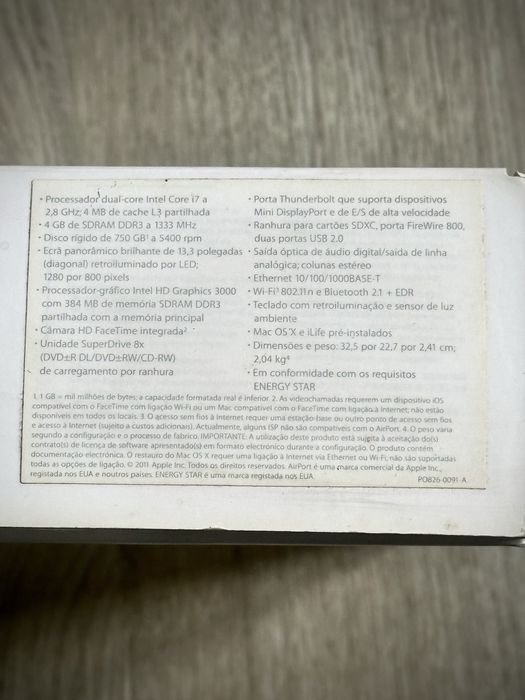 • Processador dual-core Intel Core i7 a
2,8 GHz; 4 MB de cache L3 partilhada
• 4 GB de SDRAM DDR3 a 1333 MHz
• Disco rígido de 750 GB¹ a 5400 rpm
• Ecrã panorâmico brilhante de 13,3 polegadas
(diagonal) retroiluminado por LED;
1280 por 800 pixels
• Processador gráfico Intel HD Graphics 3000
com 384 MB de memória SDRAM DDR3
partilhada com a memória principal
• Câmara HD FaceTime integrada²
• Unidade SuperDrive 8x
(DVD±R DL/DVD±RW/CD-RW)
de carregamento por ranhura
• Porta Thunderbolt que suporta dispositivos
Mini DisplayPort e de E/S de alta velocidade
• Ranhura para cartões SDXC, porta FireWire 800,
duas portas USB 2.0
• Saída óptica de áudio digital/saída de linha
analógica; colunas estéreo
• Ethernet 10/100/1000BASE-T
• Wi-Fi³ 802.11n e Bluetooth 2.1 + EDR
• Teclado com retroiluminação e sensor de luz
ambiente
• Mac OS X e iLife pré-instalados
• Dimensões e peso: 32,5 por 22,7 por 2,41 cm;
2,04 kg⁴
• Em conformidade com os requisitos
ENERGY STAR
1. 1 GB = mil milhões de bytes; a capacidade formatada real é inferior. 2. As videochamadas requerem um dispositivo iOS
compatível com o FaceTime com ligação Wi-Fi ou um Mac compatível com o FaceTime com ligação à Internet; não estão
disponíveis em todos os locais. 3. O acesso sem fios à Internet requer uma estação-base ou outro ponto de acesso sem fios
e acesso à Internet (sujeito a custos adicionais). Actualmente, alguns ISP não são compatíveis com o AirPort. 4. O peso varia
segundo a configuração e o processo de fabrico. IMPORTANTE: A utilização deste produto está sujeita à aceitação do(s)
contrato(s) de licença de software apresentado(s) em formato electrónico durante a configuração. O produto contém
documentação electrónica. O restauro do Mac OS X requer uma ligação à Internet via Ethernet ou Wi-Fi; não são suportadas
todas as opções de ligação. © 2011 Apple Inc. Todos os direitos reservados. AirPort é uma marca comercial da Apple Inc.,
registada nos EUA e noutros países. ENERGY STAR é uma marca registada nos EUA.
PO826-0091-A